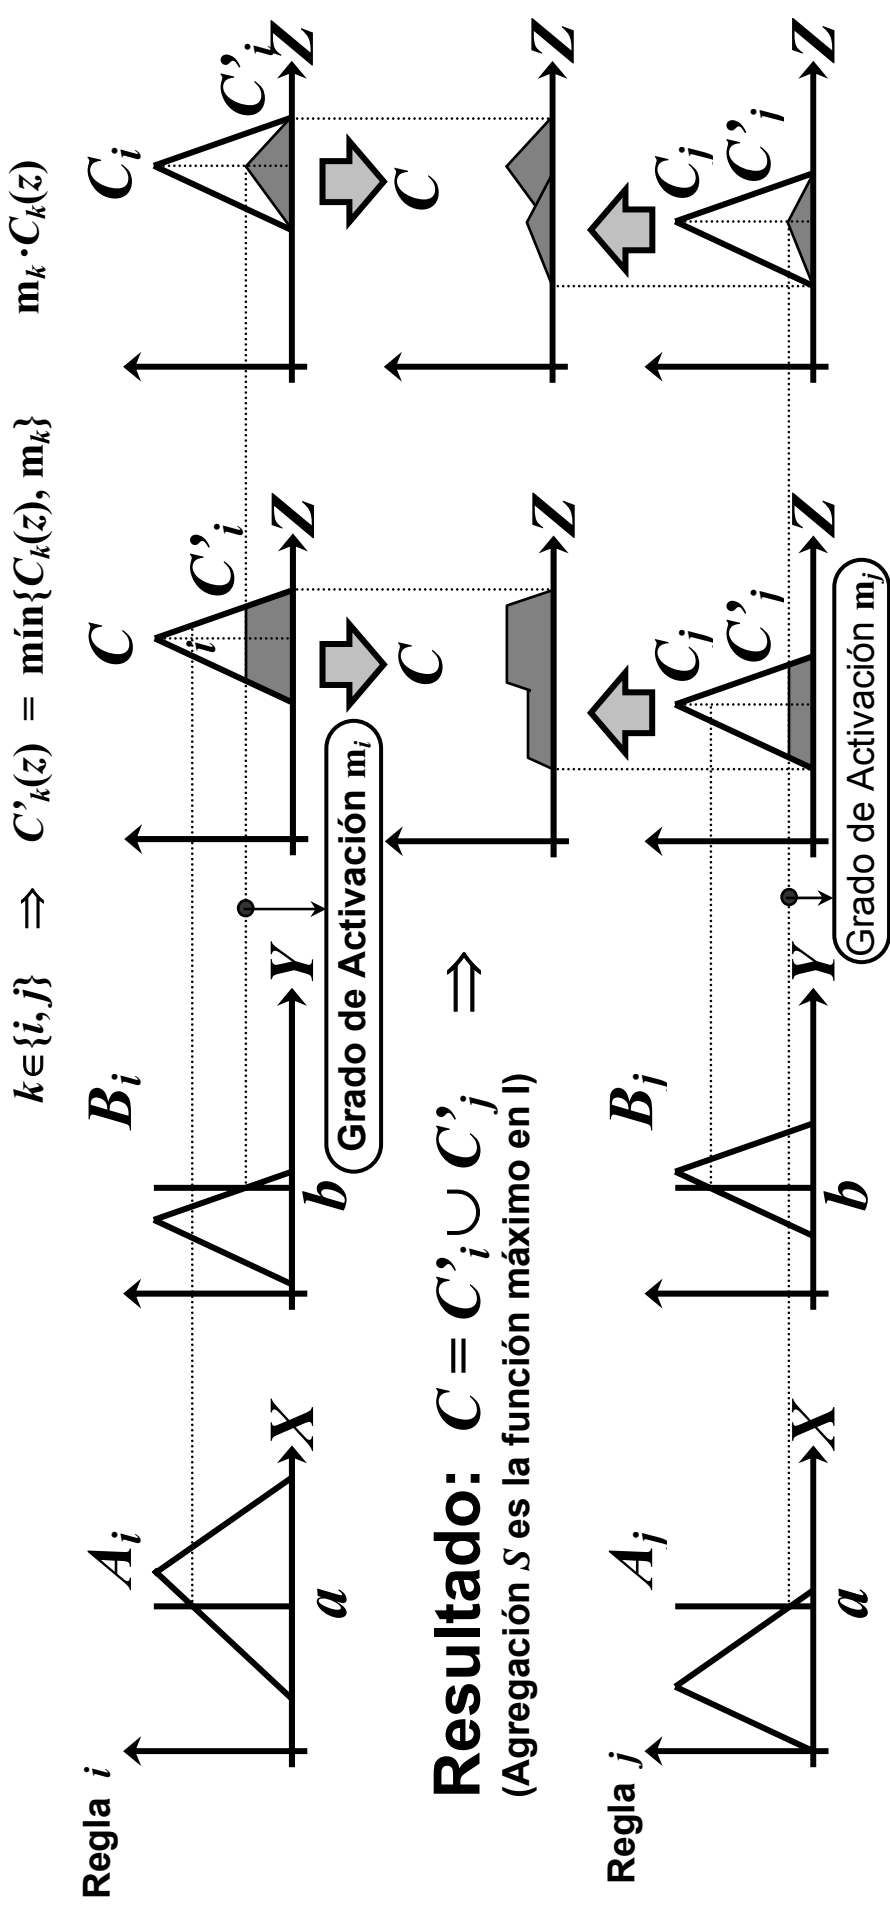 k∈{i, j} ⇒ C'k(z) = mín{Ck(z), mk} mk·Ck(z)
Regla i
Ai
a
X
Bi
b
Y
C
i
C'i
Z
Ci
C'i
Z
Grado de Activación mi
Resultado: C = C'i ∪ C'j ⇒
(Agregación S es la función máximo en I)
C
Z
C
Z
Regla j
Aj
a
X
Bj
b
Y
Cj
C'j
Z
Cj
C'j
Z
Grado de Activación mj